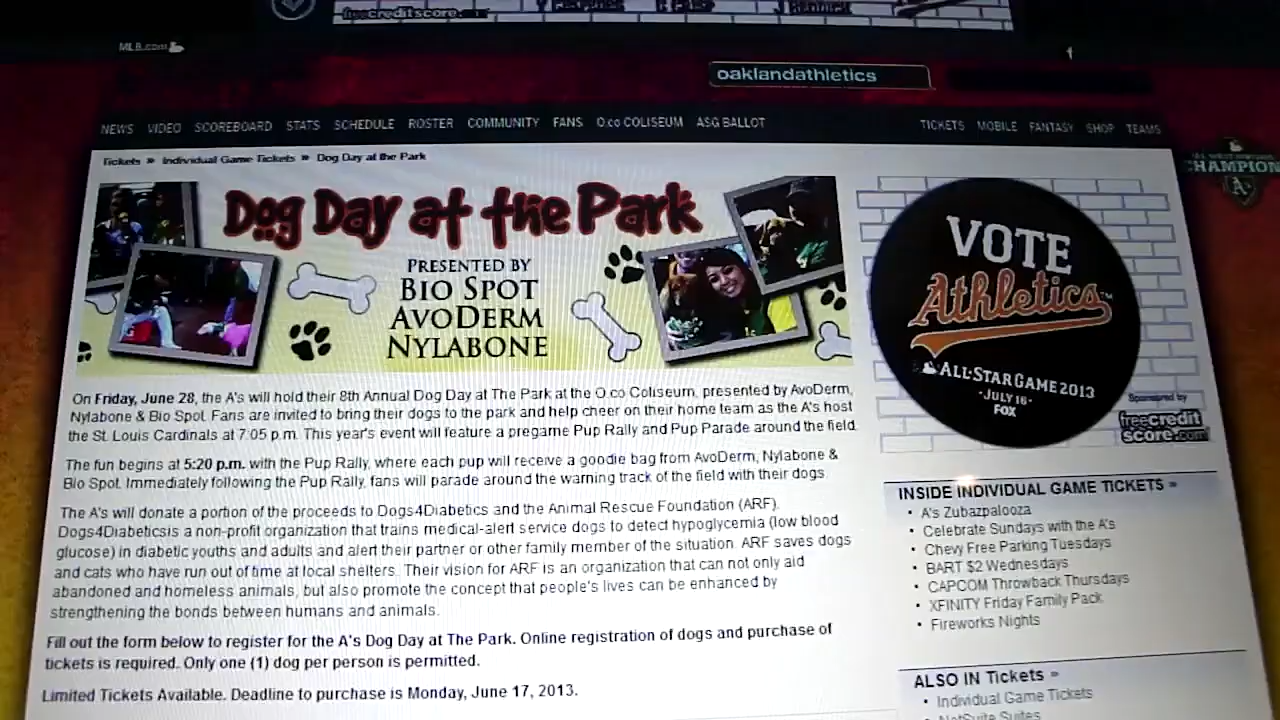 freecreditscore.com
MLB.com
oaklandathletics
NEWS VIDEO SCOREBOARD STATS SCHEDULE ROSTER COMMUNITY FANS O.co COLISEUM ASG BALLOT
TICKETS MOBILE FANTASY SHOP TEAMS
Tickets » Individual Game Tickets » Dog Day at the Park
CHAMPION
Dog Day at the Park
PRESENTED BY
BIO SPOT
AVODERM
NYLABONE
VOTE
Athletics™
ALL-STAR GAME 2013
-JULY 16-
FOX
Sponsored by
freecredit
score.com
On Friday, June 28, the A's will hold their 8th Annual Dog Day at The Park at the O.co Coliseum, presented by AvoDerm,
Nylabone & Bio Spot. Fans are invited to bring their dogs to the park and help cheer on their home team as the A's host
the St. Louis Cardinals at 7:05 p.m. This year's event will feature a pregame Pup Rally and Pup Parade around the field.
The fun begins at 5:20 p.m. with the Pup Rally, where each pup will receive a goodie bag from AvoDerm, Nylabone &
Bio Spot. Immediately following the Pup Rally, fans will parade around the warning track of the field with their dogs.
The A's will donate a portion of the proceeds to Dogs4Diabetics and the Animal Rescue Foundation (ARF).
Dogs4Diabeticsis a non-profit organization that trains medical-alert service dogs to detect hypoglycemia (low blood
glucose) in diabetic youths and adults and alert their partner or other family member of the situation. ARF saves dogs
and cats who have run out of time at local shelters. Their vision for ARF is an organization that can not only aid
abandoned and homeless animals, but also promote the concept that people's lives can be enhanced by
strengthening the bonds between humans and animals.
Fill out the form below to register for the A's Dog Day at The Park. Online registration of dogs and purchase of
tickets is required. Only one (1) dog per person is permitted.
Limited Tickets Available. Deadline to purchase is Monday, June 17, 2013.
INSIDE INDIVIDUAL GAME TICKETS »
• A's Zubazpalooza
• Celebrate Sundays with the A's
• Chevy Free Parking Tuesdays
• BART $2 Wednesdays
• CAPCOM Throwback Thursdays
• XFINITY Friday Family Pack
• Fireworks Nights
ALSO IN Tickets »
• Individual Game Tickets
• NetSuite Suites